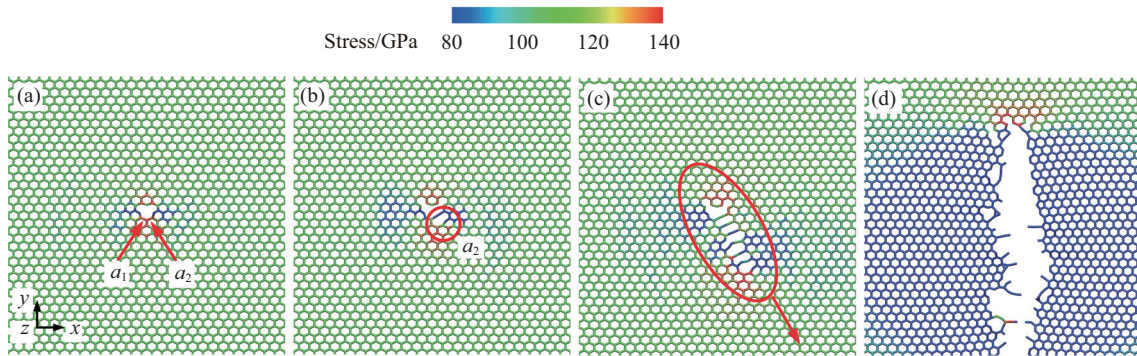 Stress/GPa 80 100 120 140
(a) (b) (c) (d)
a₁ a₂ a₂
y
z x